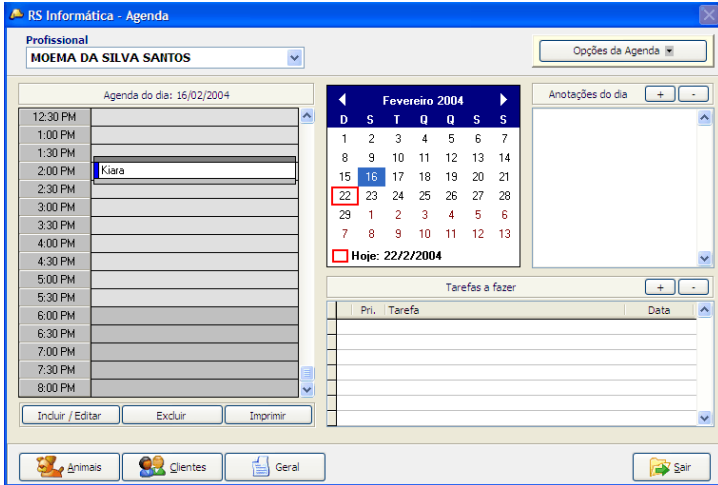 RS Informática - Agenda
Profissional
MOEMA DA SILVA SANTOS
Opções da Agenda
Agenda do dia: 16/02/2004
12:30 PM
1:00 PM
1:30 PM
2:00 PM Kiara
2:30 PM
3:00 PM
3:30 PM
4:00 PM
4:30 PM
5:00 PM
5:30 PM
6:00 PM
6:30 PM
7:00 PM
7:30 PM
8:00 PM
Incluir / Editar Excluir Imprimir
Fevereiro 2004
D S T Q Q S S
1 2 3 4 5 6 7
8 9 10 11 12 13 14
15 16 17 18 19 20 21
22 23 24 25 26 27 28
29 1 2 3 4 5 6
7 8 9 10 11 12 13
Hoje: 22/2/2004
Anotações do dia + -
Tarefas a fazer + -
Pri. Tarefa Data
Animais Clientes Geral Sair